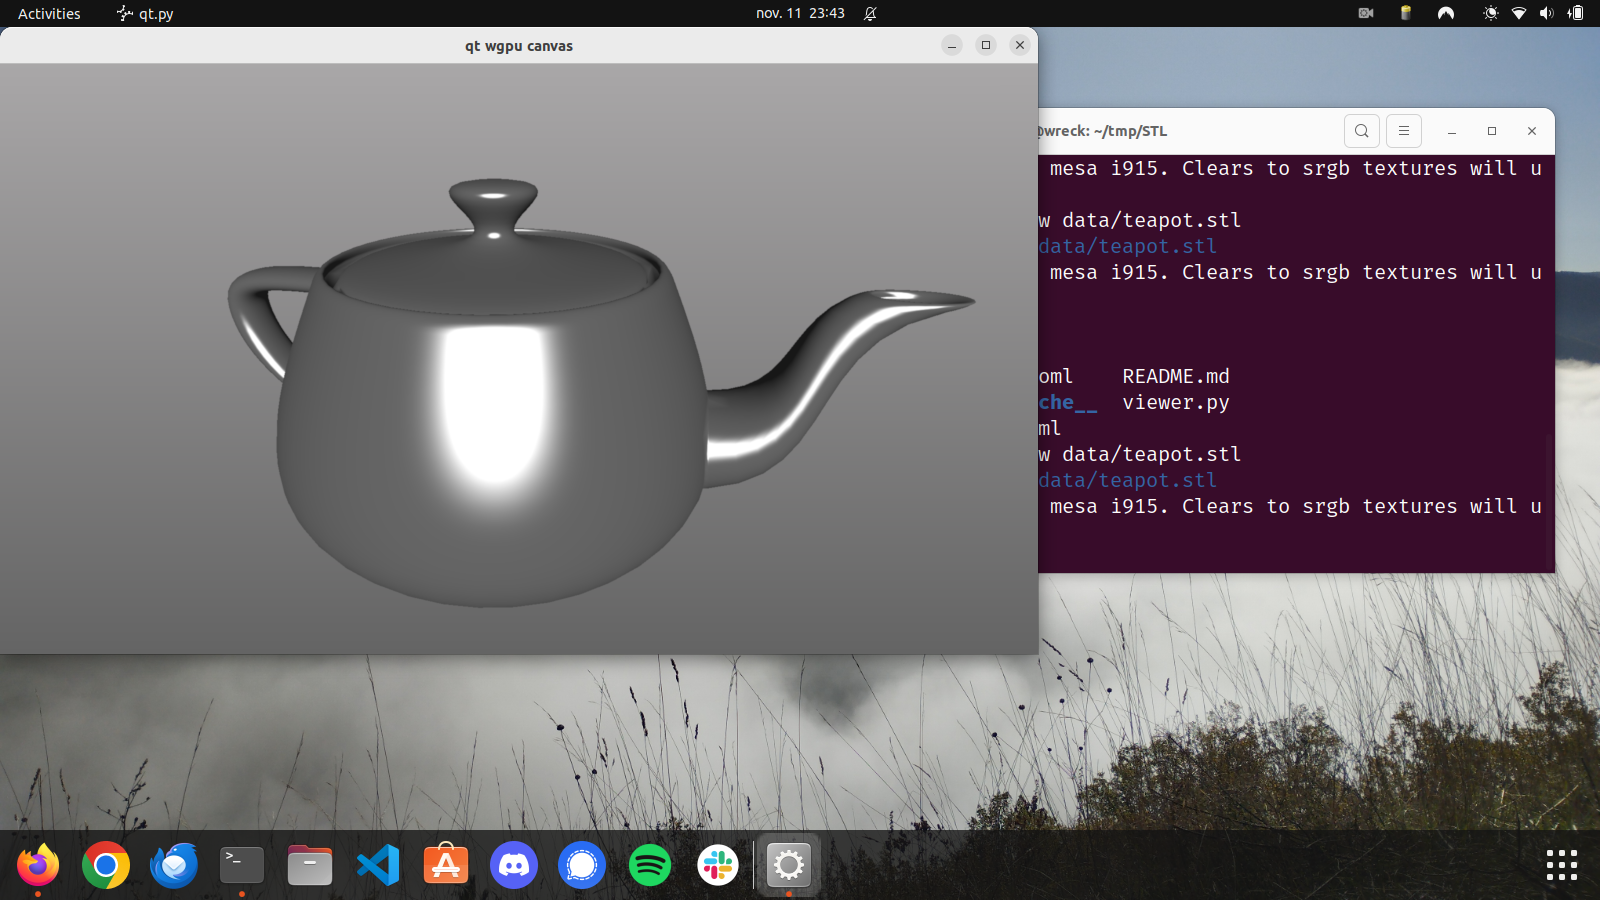 Activities qt.py nov. 11 23:43
qt wgpu canvas
@wreck: ~/tmp/STL
mesa i915. Clears to srgb textures will u
w data/teapot.stl
data/teapot.stl
mesa i915. Clears to srgb textures will u
oml README.md
che__ viewer.py
ml
w data/teapot.stl
data/teapot.stl
mesa i915. Clears to srgb textures will u
>_